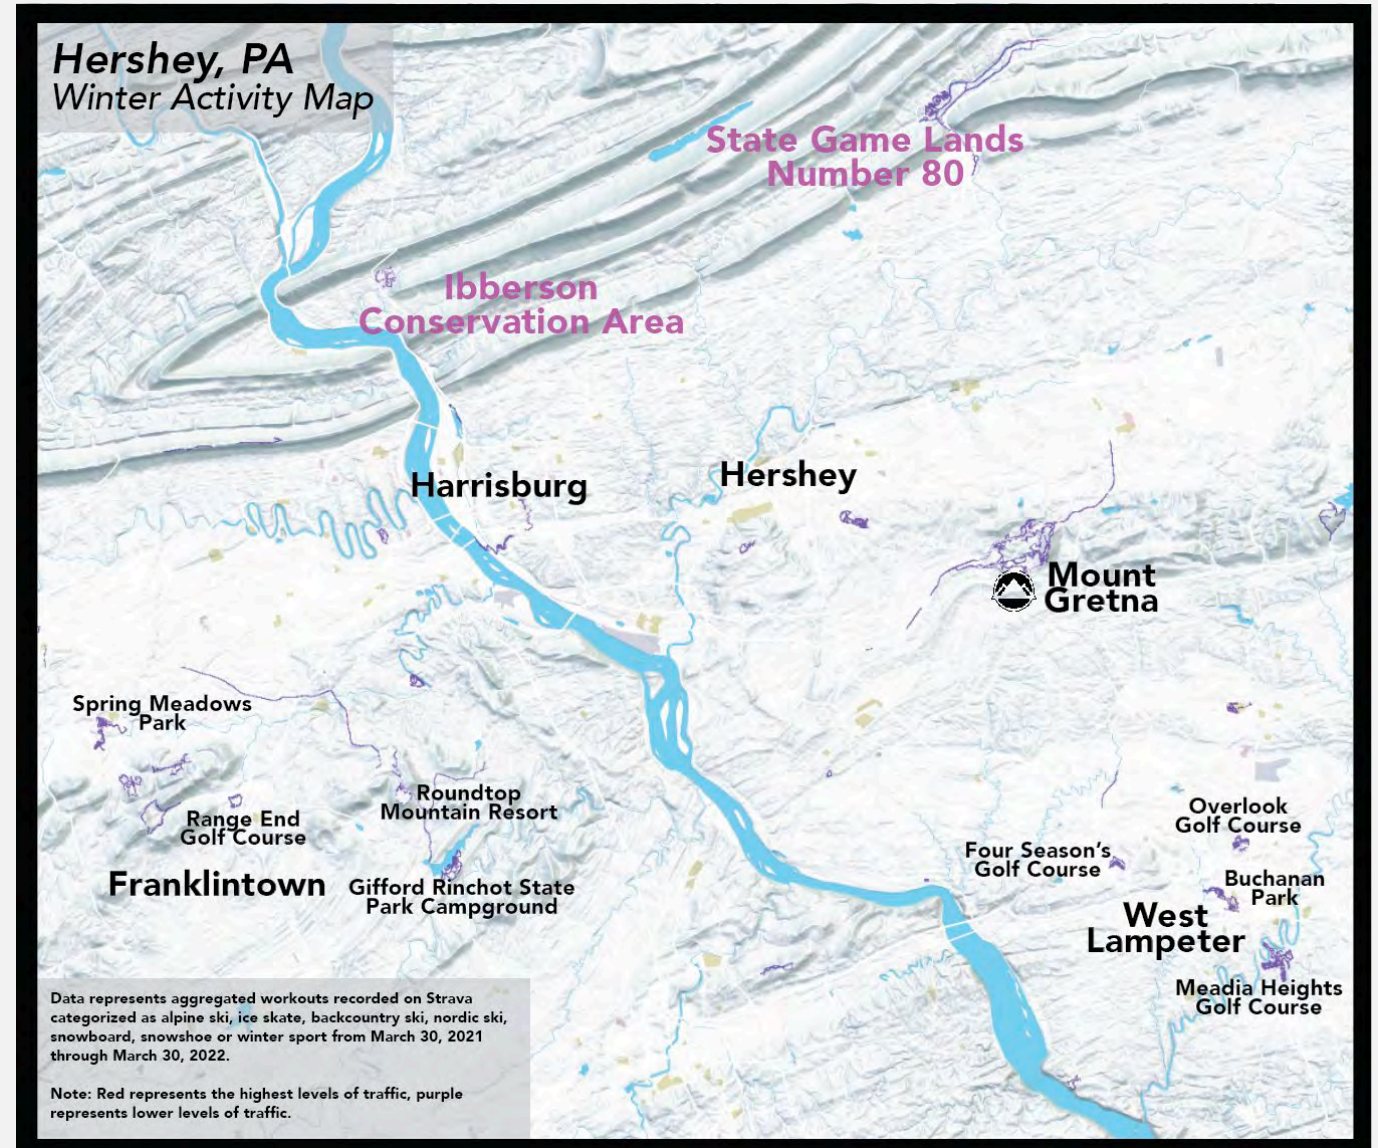 Hershey, PA
Winter Activity Map
State Game Lands
Number 80
Ibberson
Conservation Area
Harrisburg
Hershey
Mount
Gretna
Spring Meadows
Park
Roundtop
Mountain Resort
Range End
Golf Course
Overlook
Golf Course
Four Season's
Golf Course
Franklintown
Gifford Rinchot State
Park Campground
Buchanan
Park
West
Lampeter
Meadia Heights
Golf Course
Data represents aggregated workouts recorded on Strava
categorized as alpine ski, ice skate, backcountry ski, nordic ski,
snowboard, snowshoe or winter sport from March 30, 2021
through March 30, 2022.
Note: Red represents the highest levels of traffic, purple
represents lower levels of traffic.